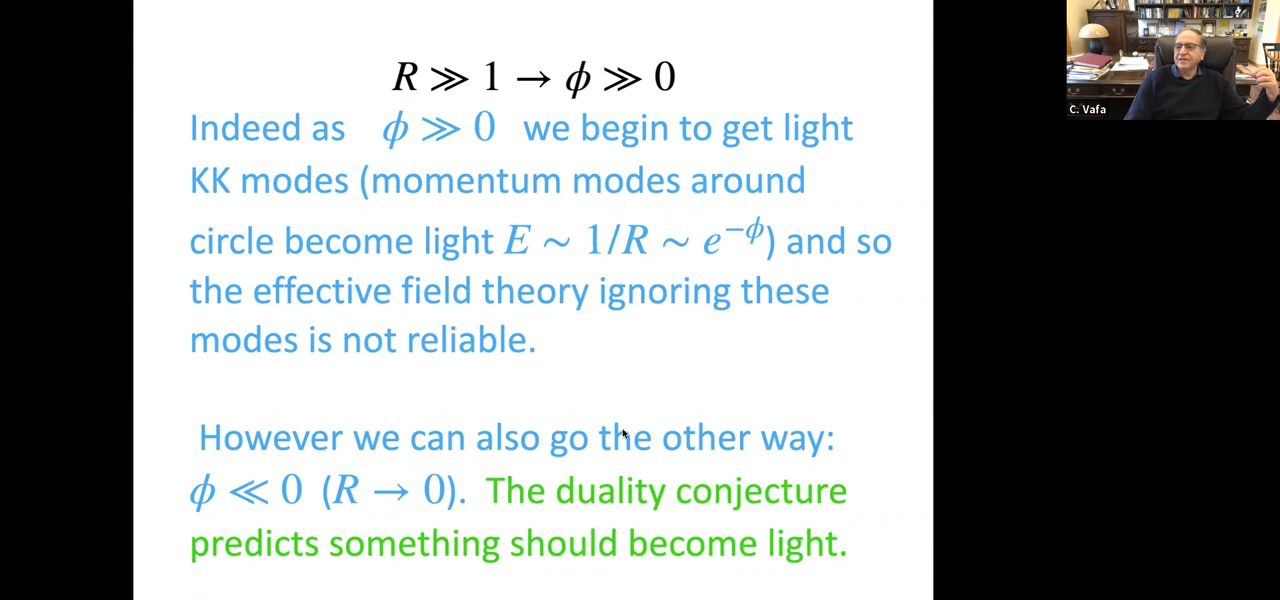 R ≫ 1 → ϕ ≫ 0
Indeed as ϕ ≫ 0 we begin to get light
KK modes (momentum modes around
circle become light E ∼ 1/R ∼ e^{−ϕ}) and so
the effective field theory ignoring these
modes is not reliable.
However we can also go the other way:
ϕ ≪ 0 (R → 0). The duality conjecture
predicts something should become light.
C. Vafa